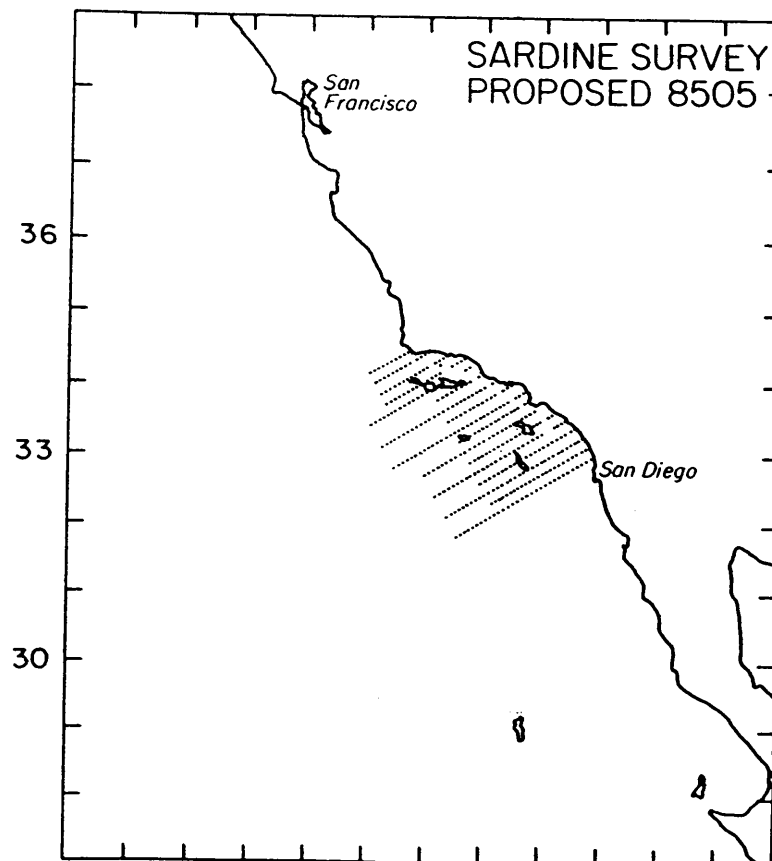 SARDINE SURVEY
PROPOSED 8505
San
Francisco
36
33
San Diego
30